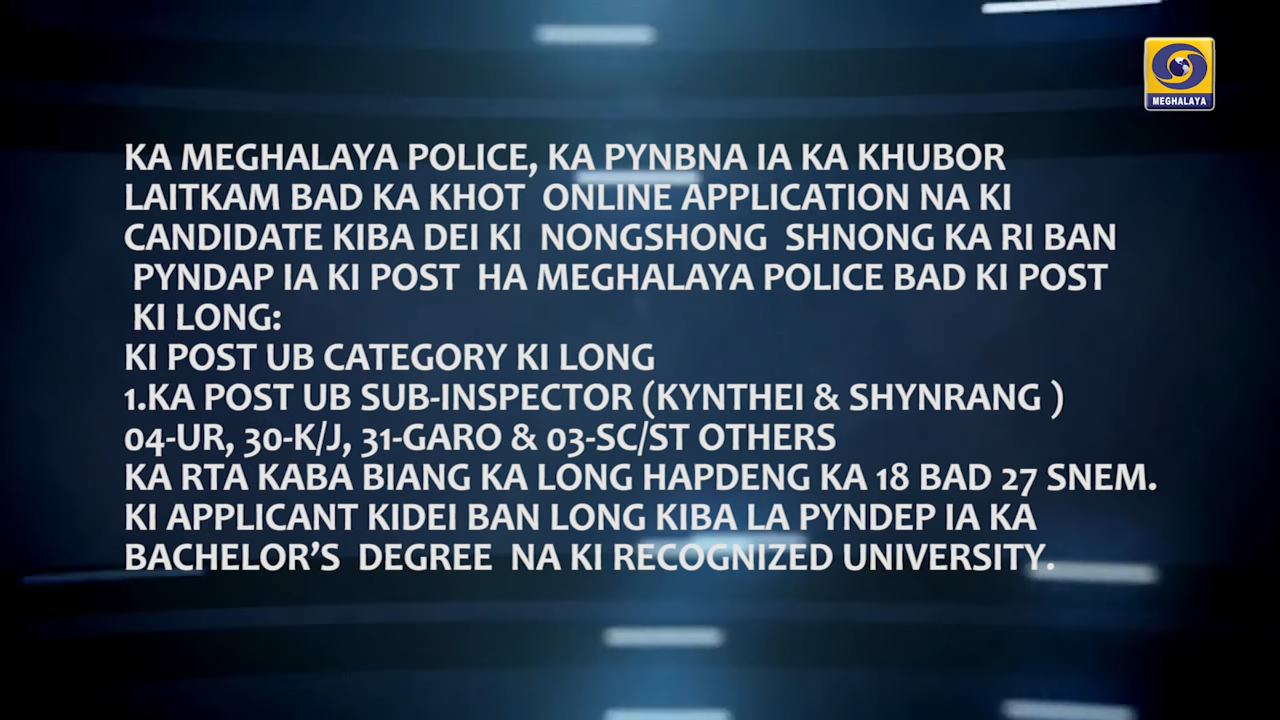 MEGHALAYA
KA MEGHALAYA POLICE, KA PYNBNA IA KA KHUBOR
LAITKAM BAD KA KHOT ONLINE APPLICATION NA KI
CANDIDATE KIBA DEI KI NONGSHONG SHNONG KA RI BAN
PYNDAP IA KI POST HA MEGHALAYA POLICE BAD KI POST
KI LONG:
KI POST UB CATEGORY KI LONG
1.KA POST UB SUB-INSPECTOR (KYNTHEI & SHYNRANG )
04-UR, 30-K/J, 31-GARO & 03-SC/ST OTHERS
KA RTA KABA BIANG KA LONG HAPDENG KA 18 BAD 27 SNEM.
KI APPLICANT KIDEI BAN LONG KIBA LA PYNDEP IA KA
BACHELOR’S DEGREE NA KI RECOGNIZED UNIVERSITY.